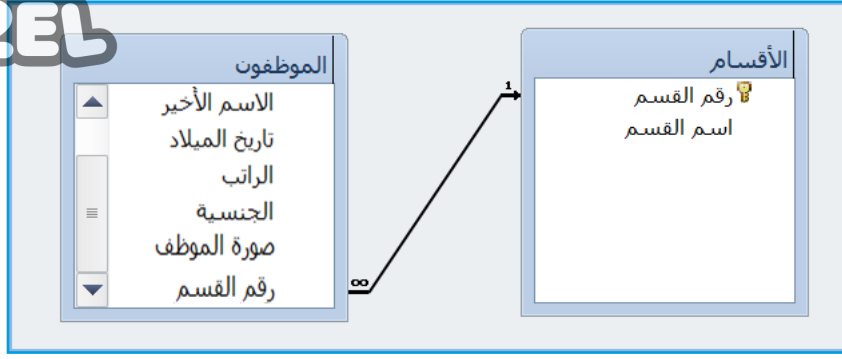 الأقسام
رقم القسم
اسم القسم
1
∞
الموظفون
الاسم الأخير
تاريخ الميلاد
الراتب
الجنسية
صورة الموظف
رقم القسم